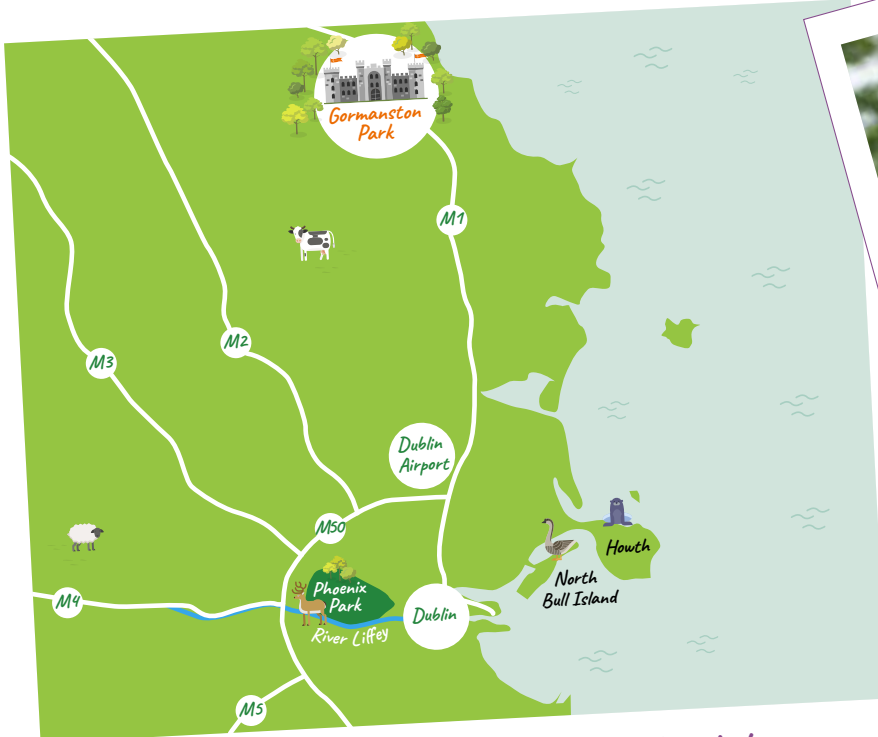 Gormanston
Park
M1
M2
M3
Dublin
Airport
M50
Howth
North
Bull Island
Phoenix
Park
M4
Dublin
River Liffey
M5